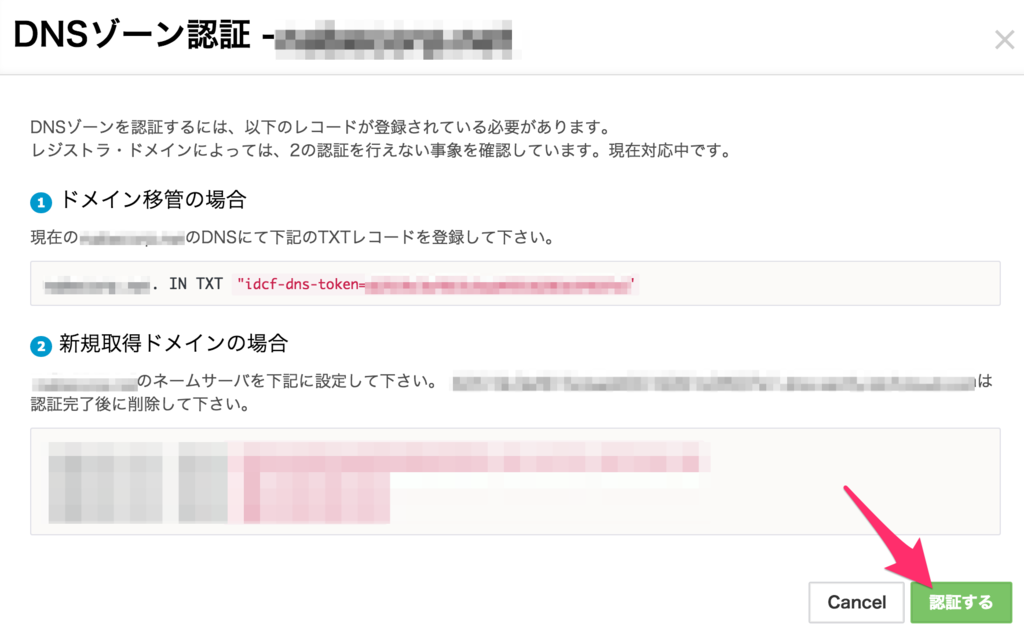 DNSゾーン認証 -
DNSゾーンを認証するには、以下のレコードが登録されている必要があります。
レジストラ・ドメインによっては、2の認証を行えない事象を確認しています。現在対応中です。
1 ドメイン移管の場合
現在の のDNSにて下記のTXTレコードを登録して下さい。
. IN TXT "idcf-dns-token= "
2 新規取得ドメインの場合
のネームサーバを下記に設定して下さい。 は
認証完了後に削除して下さい。
Cancel 認証する